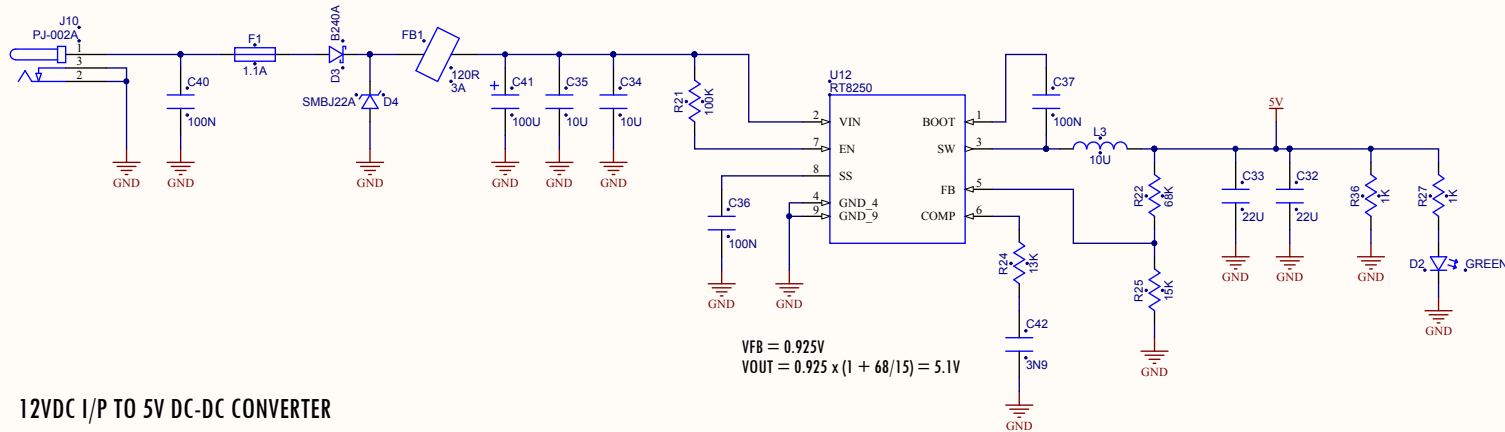 J10
PJ-002A
1
3
2
C40
100N
GND
GND
F1
1.1A
B240A
D3
SMBJ22A
D4
GND
FB1
120R
3A
C41
+
100U
GND
C35
10U
GND
C34
10U
GND
R21
100K
U12
RT8250
2
VIN
7
EN
8
SS
4
GND_4
9
GND_9
BOOT
1
SW
3
FB
5
COMP
6
C36
100N
GND
GND
C37
100N
L3
10U
R24
13K
C42
3N9
GND
R22
68K
R25
15K
GND
5V
C33
22U
GND
C32
22U
GND
R36
1K
GND
R27
1K
D2
GREEN
GND
VFB = 0.925V
VOUT = 0.925 x (1 + 68/15) = 5.1V
12VDC I/P TO 5V DC-DC CONVERTER